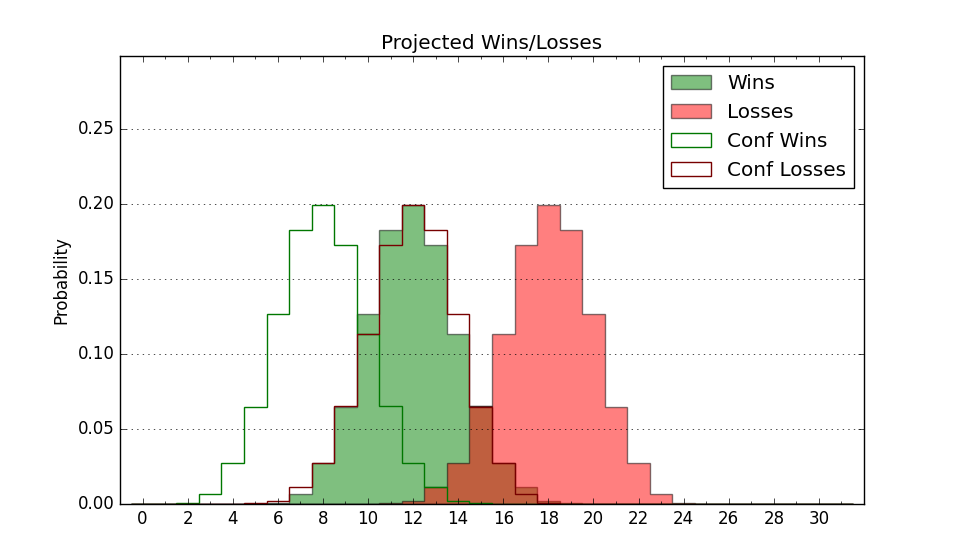 Projected Wins/Losses
Wins
Losses
Conf Wins
Conf Losses
Probability
0.25
0.20
0.15
0.10
0.05
0.00
0 2 4 6 8 10 12 14 16 18 20 22 24 26 28 30